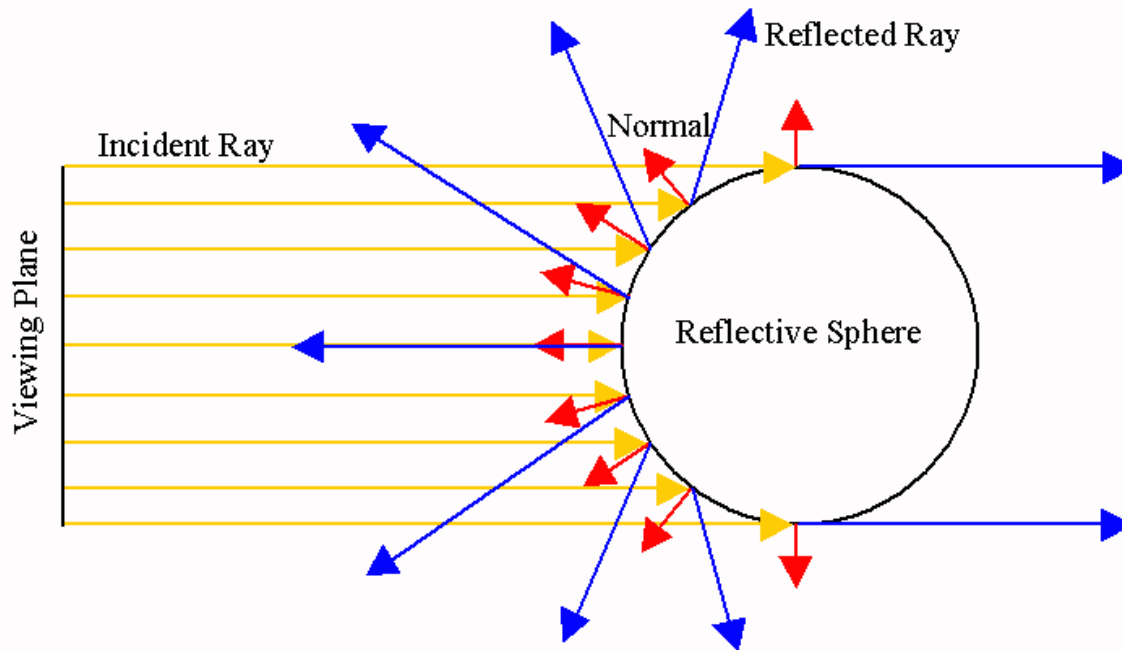 Reflected Ray
Normal
Incident Ray
Viewing Plane
Reflective Sphere